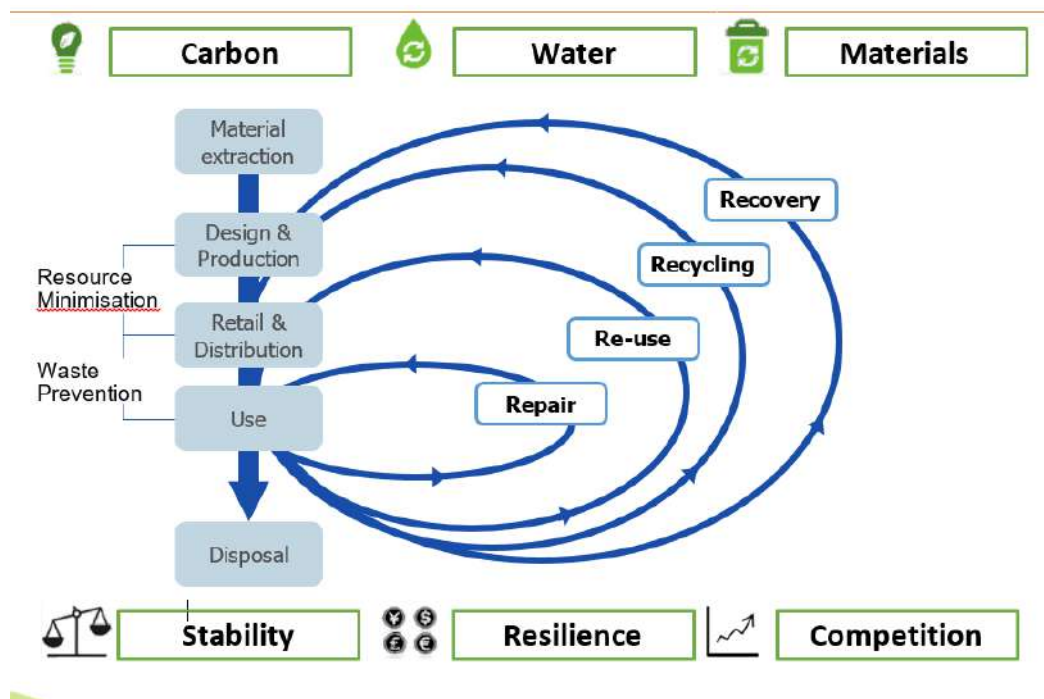 Carbon
Water
Materials
Material
extraction
Recovery
Design &
Production
Recycling
Resource
Minimisation
Retail &
Distribution
Re-use
Waste
Prevention
Repair
Use
Disposal
¥ $
£ €
Stability
Resilience
Competition